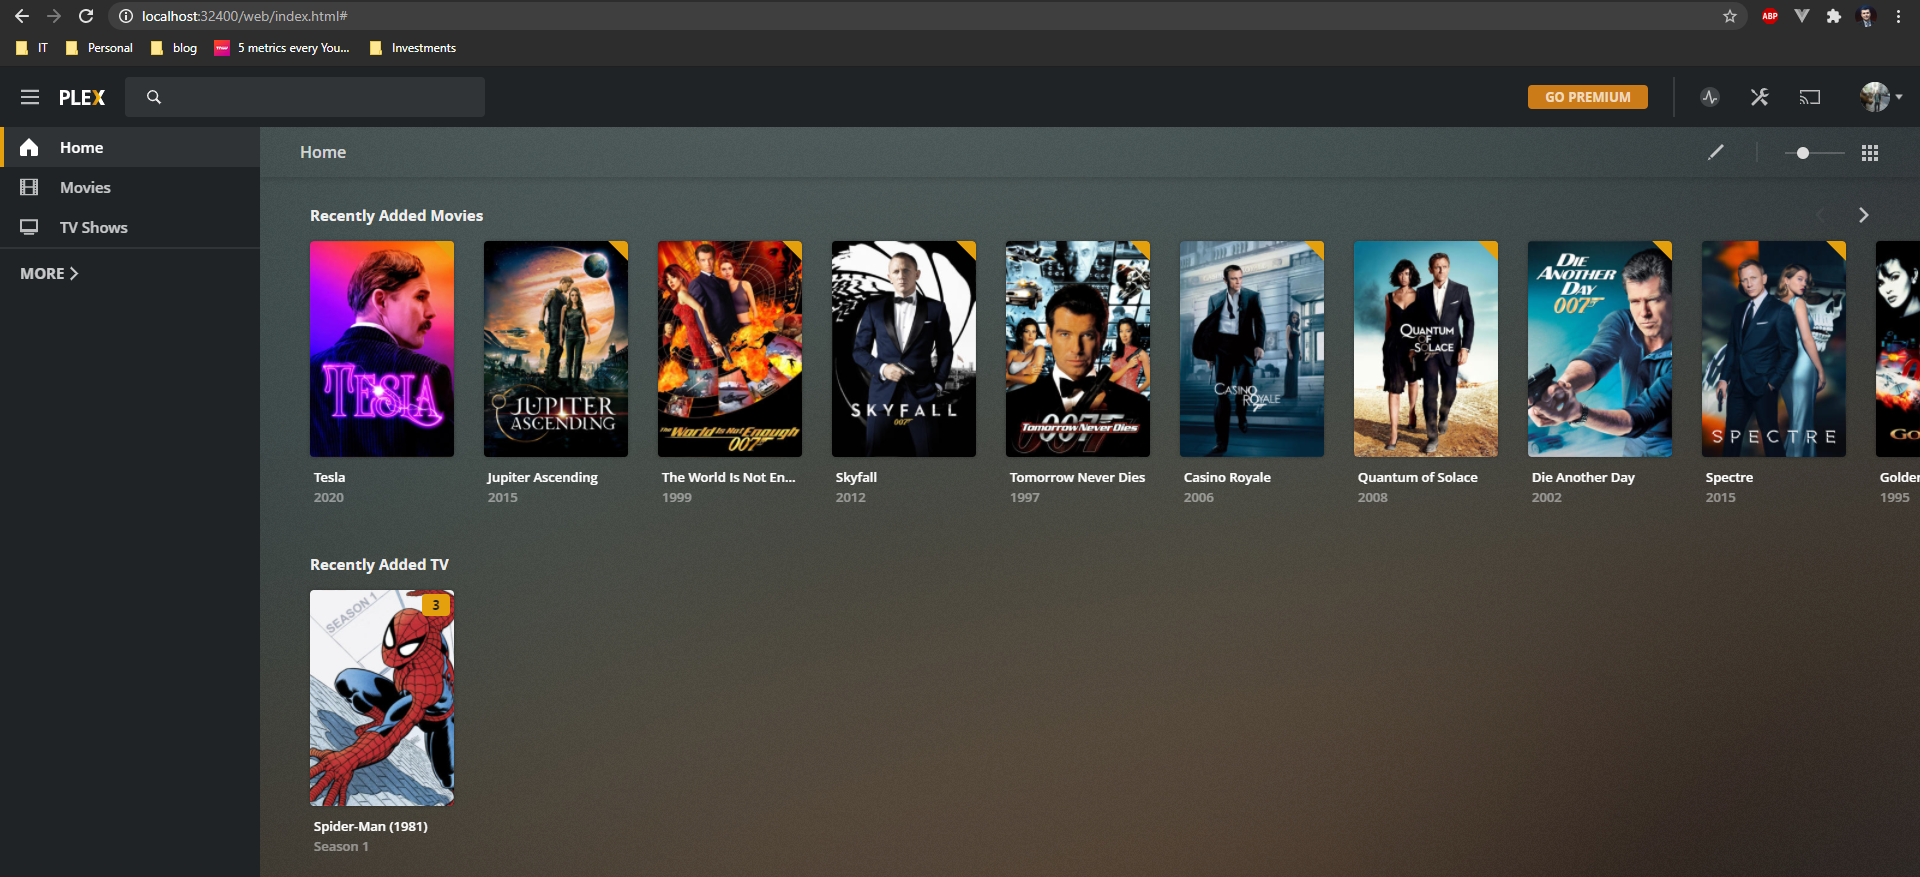 localhost:32400/web/index.html#
ABP
IT
Personal
blog
5 metrics every You...
Investments
PLEX
GO PREMIUM
Home
Movies
TV Shows
MORE
Home
Recently Added Movies
TESLA
JUPITER
ASCENDING
The World Is Not Enough
007
SKYFALL
007
007
Tomorrow Never Dies
CASINO
ROYALE
QUANTUM
OF
SOLACE
DIE
ANOTHER
DAY
007
SPECTRE
GO
Tesla
2020
Jupiter Ascending
2015
The World Is Not En...
1999
Skyfall
2012
Tomorrow Never Dies
1997
Casino Royale
2006
Quantum of Solace
2008
Die Another Day
2002
Spectre
2015
Golden
1995
Recently Added TV
SEASON 1
3
Spider-Man (1981)
Season 1